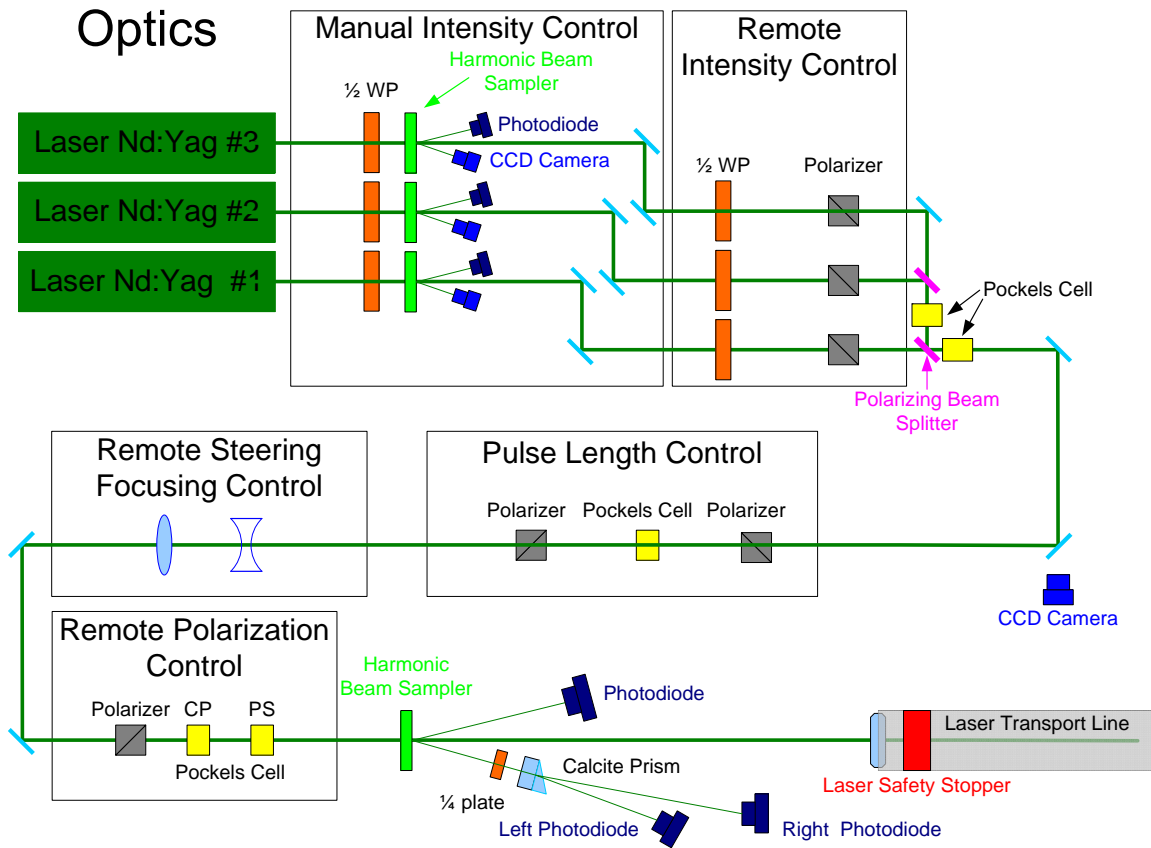 Optics
Manual Intensity Control
Harmonic Beam
Sampler
½ WP
Photodiode
CCD Camera
Laser Nd:Yag #3
Laser Nd:Yag #2
Laser Nd:Yag #1
Remote
Intensity Control
½ WP
Polarizer
Pockels Cell
Polarizing Beam
Splitter
Remote Steering
Focusing Control
Pulse Length Control
Polarizer
Pockels Cell
Polarizer
CCD Camera
Remote Polarization
Control
Polarizer
CP
PS
Pockels Cell
Harmonic
Beam Sampler
Photodiode
¼ plate
Calcite Prism
Left Photodiode
Right Photodiode
Laser Transport Line
Laser Safety Stopper